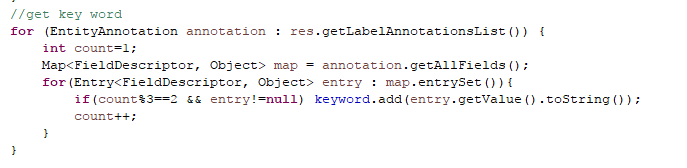 //get key word
for (EntityAnnotation annotation : res.getLabelAnnotationsList()) {
    int count=1;
    Map<FieldDescriptor, Object> map = annotation.getAllFields();
    for(Entry<FieldDescriptor, Object> entry : map.entrySet()){
        if(count%3==2 && entry!=null) keyword.add(entry.getValue().toString());
        count++;
    }
}